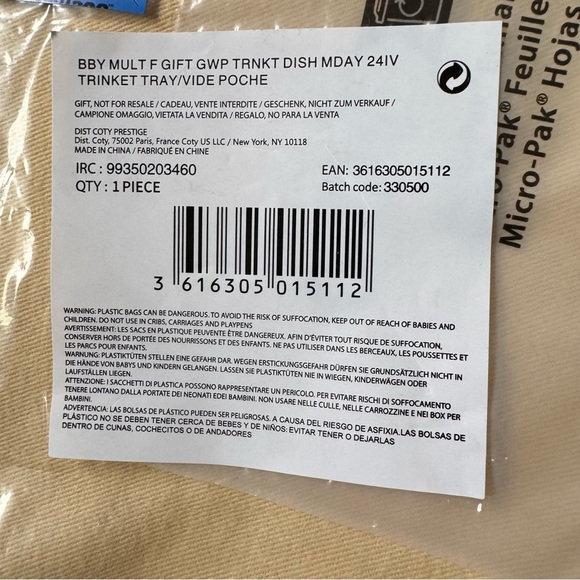 BBY MULT F GIFT GWP TRNKT DISH MDAY 24IV
TRINKET TRAY/VIDE POCHE
GIFT, NOT FOR RESALE / CADEAU, VENTE INTERDITE / GESCHENK, NICHT ZUM VERKAUF /
CAMPIONE OMAGGIO, VIETATA LA VENDITA / REGALO, NO PARA LA VENTA
DIST COTY PRESTIGE
Dist. Coty, 75002 Paris, France Coty US LLC / New York, NY 10118
MADE IN CHINA / FABRIQUÉ EN CHINE
IRC : 99350203460
EAN: 3616305015112
QTY : 1 PIECE
Batch code: 330500
3 616305 015112
WARNING: PLASTIC BAGS CAN BE DANGEROUS. TO AVOID THE RISK OF SUFFOCATION, KEEP OUT OF REACH OF BABIES AND
CHILDREN. DO NOT USE IN CRIBS, CARRIAGES AND PLAYPENS
AVERTISSEMENT: LES SACS EN PLASTIQUE PEUVENTE ÊTRE DANGEREUX. AFIN D'ÉVITER TOUT RISQUE DE SUFFOCATION,
CONSERVER HORS DE PORTÉE DES NOURRISSONS ET DES ENFANTS. NE PAS UTILISER DANS LES BERCEAUX, LES POUSSETTES ET
LES PARCS POUR ENFANTS.
WARNUNG: PLASTIKTÜTEN STELLEN EINE GEFAHR DAR. WEGEN ERSTICKUNGSGEFAHR DÜRFEN SIE GRUNDSÄTZLICH NICHT IN
DIE HÄNDE VON BABYS UND KINDERN GELANGEN. LASSEN SIE PLASTIKTÜTEN NIE IN WIEGEN, KINDERWÄGEN ODER
LAUFSTÄLLEN LIEGEN.
ATTENZIONE: I SACCHETTI DI PLASTICA POSSONO RAPPRESENTARE UN PERICOLO. PER EVITARE RISCHI DI SOFFOCAMENTO
TENERE LONTANO DALLA PORTATE DEI NEONATI EDEI BAMBINI. NON USARE NELLE CULLE, NELLE CARROZZINE E NEI BOX PER
BAMBINI.
ADVERTENCIA: LAS BOLSAS DE PLÁSTICO PUEDEN SER PELIGROSAS. A CAUSA DEL RIESGO DE ASFIXIA.LAS BOLSAS DE
PLÁSTICO NO SE DEBEN TENER CERCA DE BEBES Y DE NIÑOS: EVITAR TENER O DEJARLAS
DENTRO DE CUNAS, COCHECITOS O DE ANDADORES
Pak® Feuille
Micro-Pak® Hojas